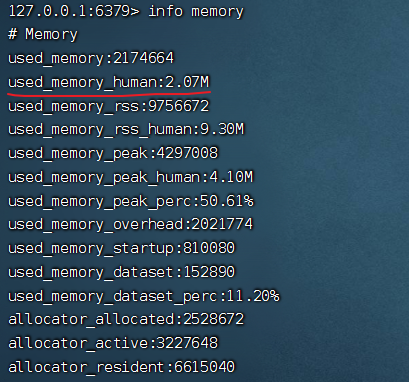 127.0.0.1:6379> info memory
# Memory
used_memory:2174664
used_memory_human:2.07M
used_memory_rss:9756672
used_memory_rss_human:9.30M
used_memory_peak:4297008
used_memory_peak_human:4.10M
used_memory_peak_perc:50.61%
used_memory_overhead:2021774
used_memory_startup:810080
used_memory_dataset:152890
used_memory_dataset_perc:11.20%
allocator_allocated:2528672
allocator_active:3227648
allocator_resident:6615040